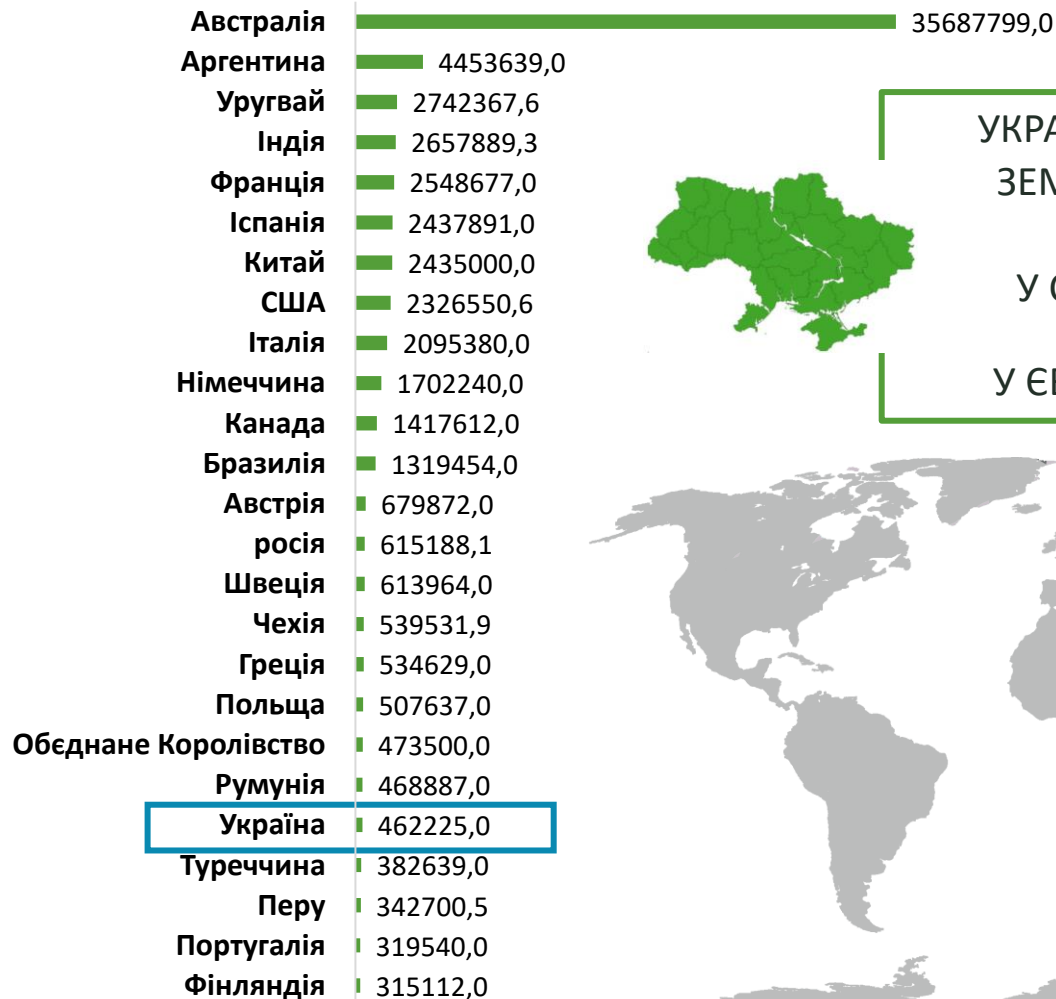 Австралія 35687799,0
Аргентина 4453639,0
Уругвай 2742367,6
Індія 2657889,3
Франція 2548677,0
Іспанія 2437891,0
Китай 2435000,0
США 2326550,6
Італія 2095380,0
Німеччина 1702240,0
Канада 1417612,0
Бразилія 1319454,0
Австрія 679872,0
росія 615188,1
Швеція 613964,0
Чехія 539531,9
Греція 534629,0
Польща 507637,0
Обєднане Королівство 473500,0
Румунія 468887,0
Україна 462225,0
Туреччина 382639,0
Перу 342700,5
Португалія 319540,0
Фінляндія 315112,0
У
У